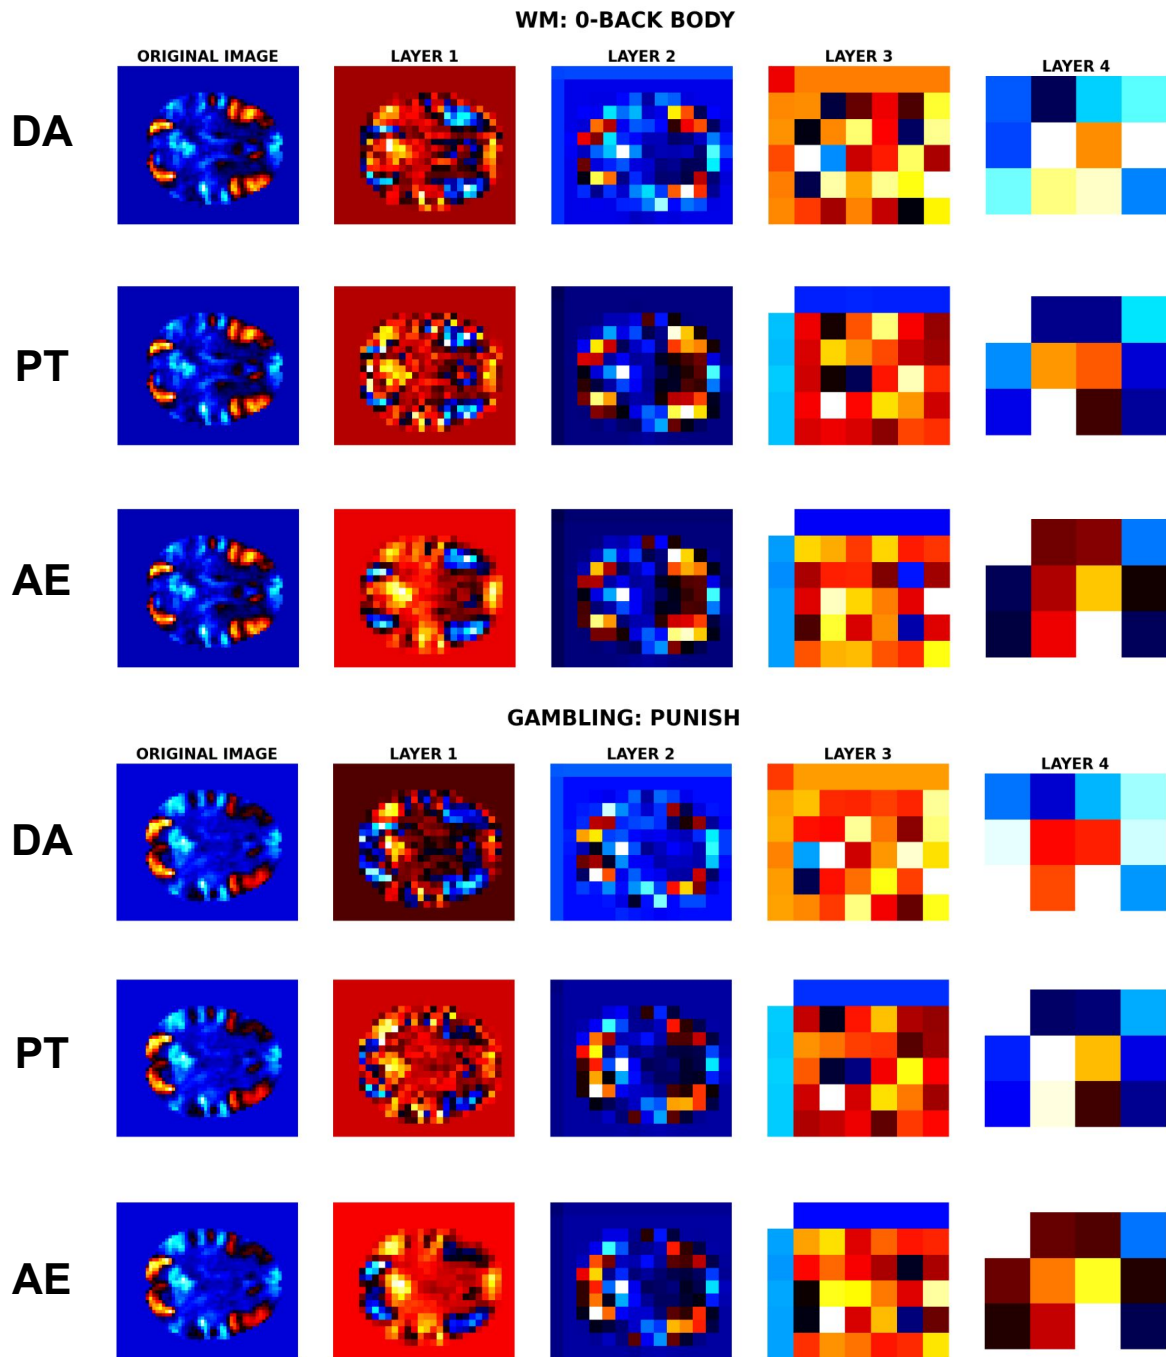 WM: 0-BACK BODY
ORIGINAL IMAGE LAYER 1 LAYER 2 LAYER 3 LAYER 4
DA
PT
AE
GAMBLING: PUNISH
ORIGINAL IMAGE LAYER 1 LAYER 2 LAYER 3 LAYER 4
DA
PT
AE